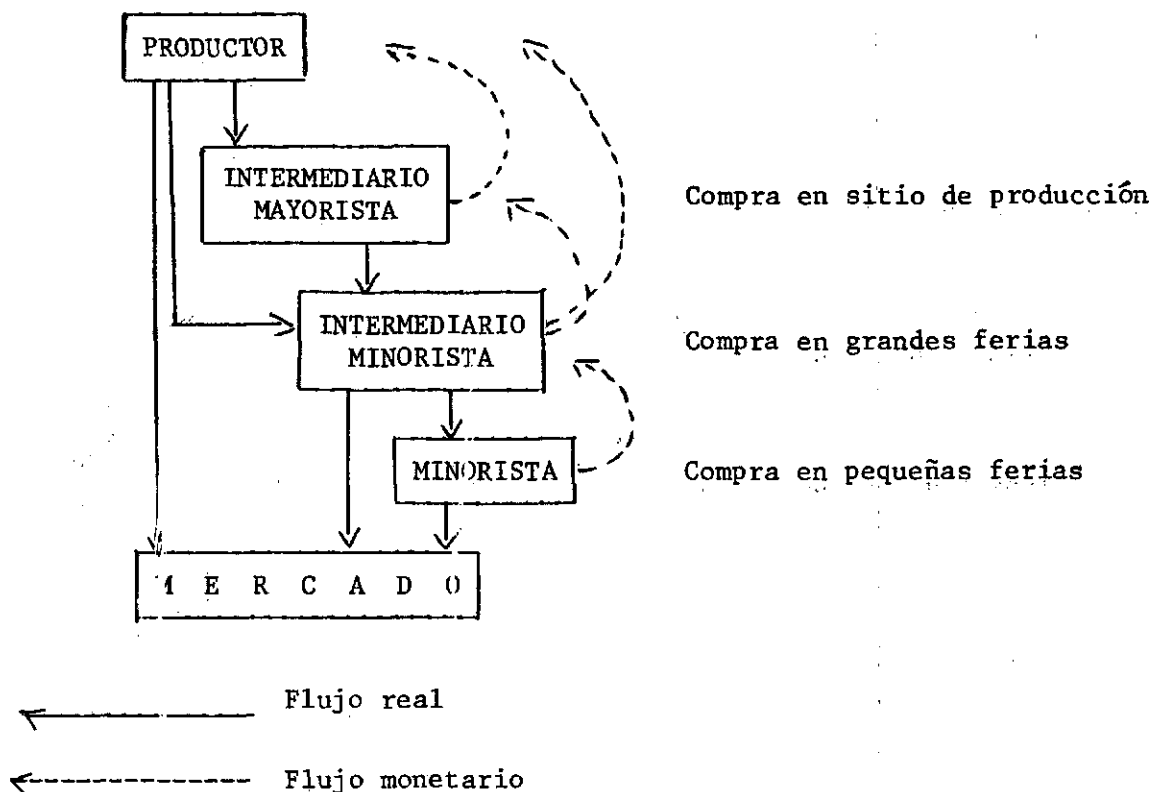 PRODUCTOR
INTERMEDIARIO
MAYORISTA
Compra en sitio de producción
INTERMEDIARIO
MINORISTA
Compra en grandes ferias
MINORISTA
Compra en pequeñas ferias
M E R C A D O
Flujo real
Flujo monetario